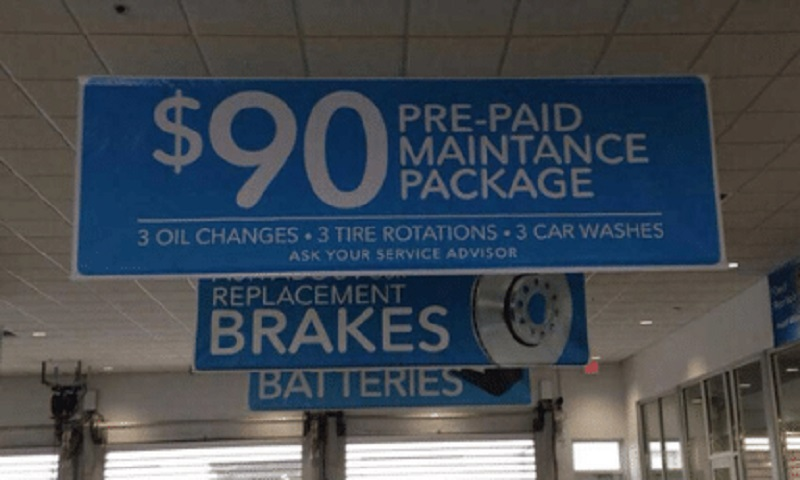 $90 PRE-PAID
MAINTANCE
PACKAGE
3 OIL CHANGES • 3 TIRE ROTATIONS • 3 CAR WASHES
ASK YOUR SERVICE ADVISOR
REPLACEMENT
BRAKES
BATTERIES